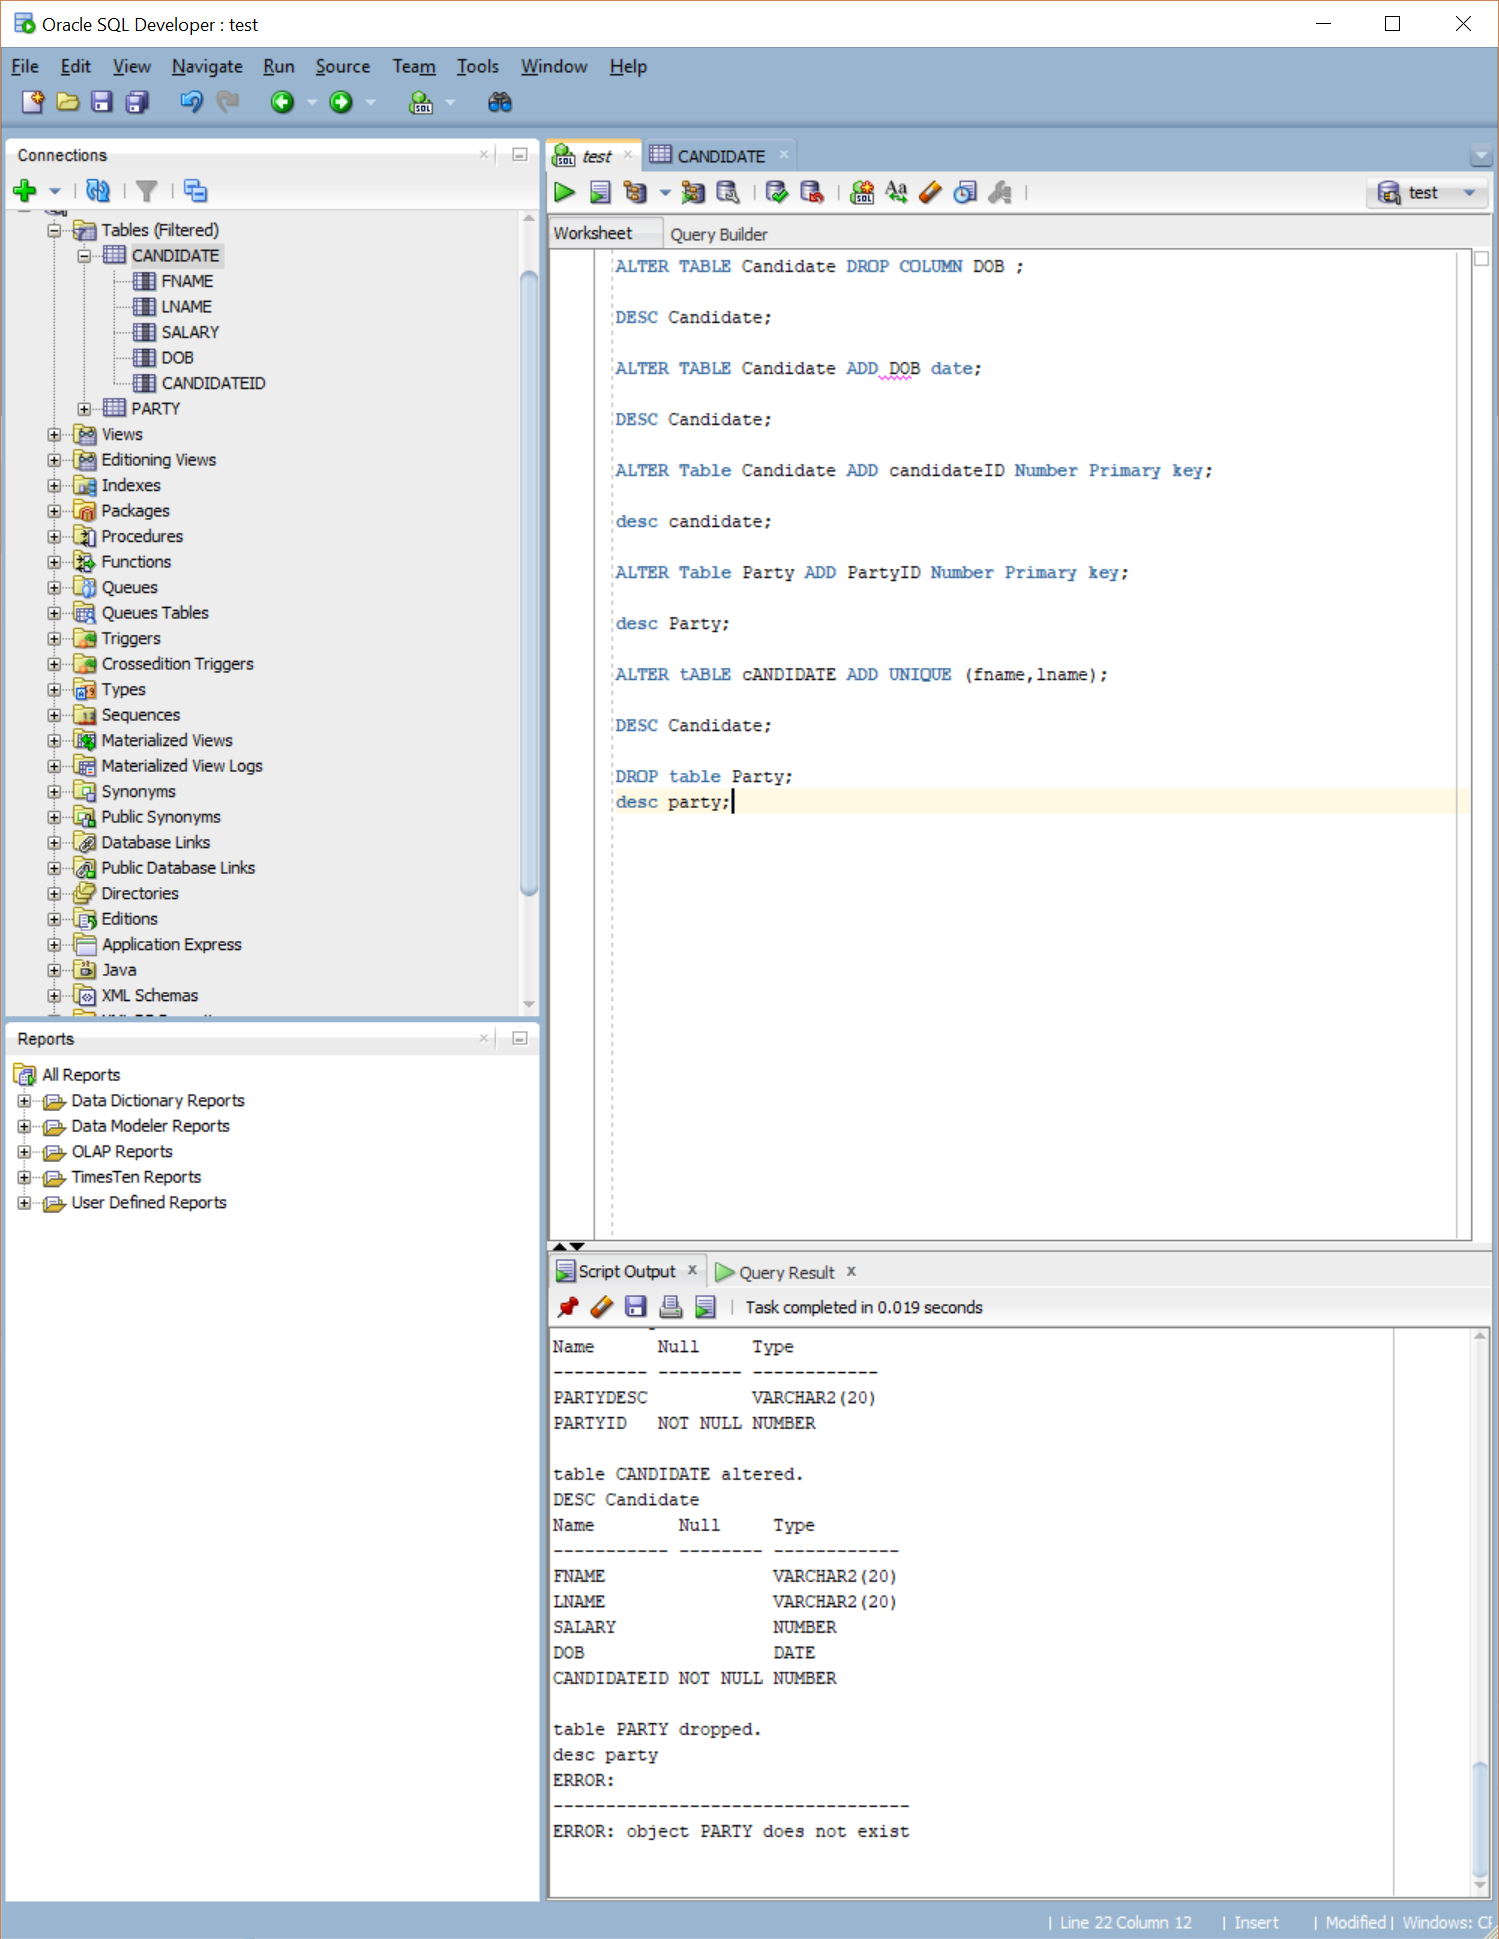 Oracle SQL Developer : test
File Edit View Navigate Run Source Team Tools Window Help
Connections
Tables (Filtered)
CANDIDATE
FNAME
LNAME
SALARY
DOB
CANDIDATEID
PARTY
Views
Editioning Views
Indexes
Packages
Procedures
Functions
Queues
Queues Tables
Triggers
Crossedition Triggers
Types
Sequences
Materialized Views
Materialized View Logs
Synonyms
Public Synonyms
Database Links
Public Database Links
Directories
Editions
Application Express
Java
XML Schemas
Reports
All Reports
Data Dictionary Reports
Data Modeler Reports
OLAP Reports
TimesTen Reports
User Defined Reports
test CANDIDATE
test
Worksheet Query Builder
ALTER TABLE Candidate DROP COLUMN DOB ;
DESC Candidate;
ALTER TABLE Candidate ADD DOB date;
DESC Candidate;
ALTER Table Candidate ADD candidateID Number Primary key;
desc candidate;
ALTER Table Party ADD PartyID Number Primary key;
desc Party;
ALTER tABLE cANDIDATE ADD UNIQUE (fname,lname);
DESC Candidate;
DROP table Party;
desc party;
Script Output x Query Result x
Task completed in 0.019 seconds
Name Null Type
--------- -------- ------------
PARTYDESC VARCHAR2(20)
PARTYID NOT NULL NUMBER
table CANDIDATE altered.
DESC Candidate
Name Null Type
----------- -------- ------------
FNAME VARCHAR2(20)
LNAME VARCHAR2(20)
SALARY NUMBER
DOB DATE
CANDIDATEID NOT NULL NUMBER
table PARTY dropped.
desc party
ERROR:
----------------------------------
ERROR: object PARTY does not exist
| Line 22 Column 12 | Insert | Modified | Windows: